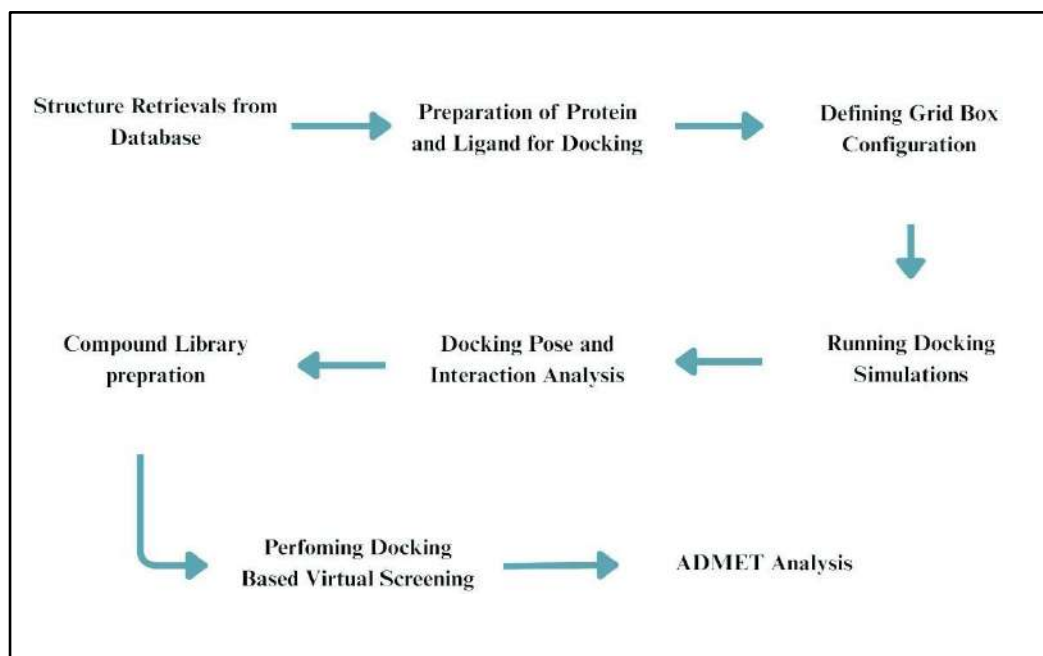 Structure Retrievals from
Database
Preparation of Protein
and Ligand for Docking
Defining Grid Box
Configuration
Running Docking
Simulations
Docking Pose and
Interaction Analysis
Compound Library
prepration
Perfoming Docking
Based Virtual Screening
ADMET Analysis